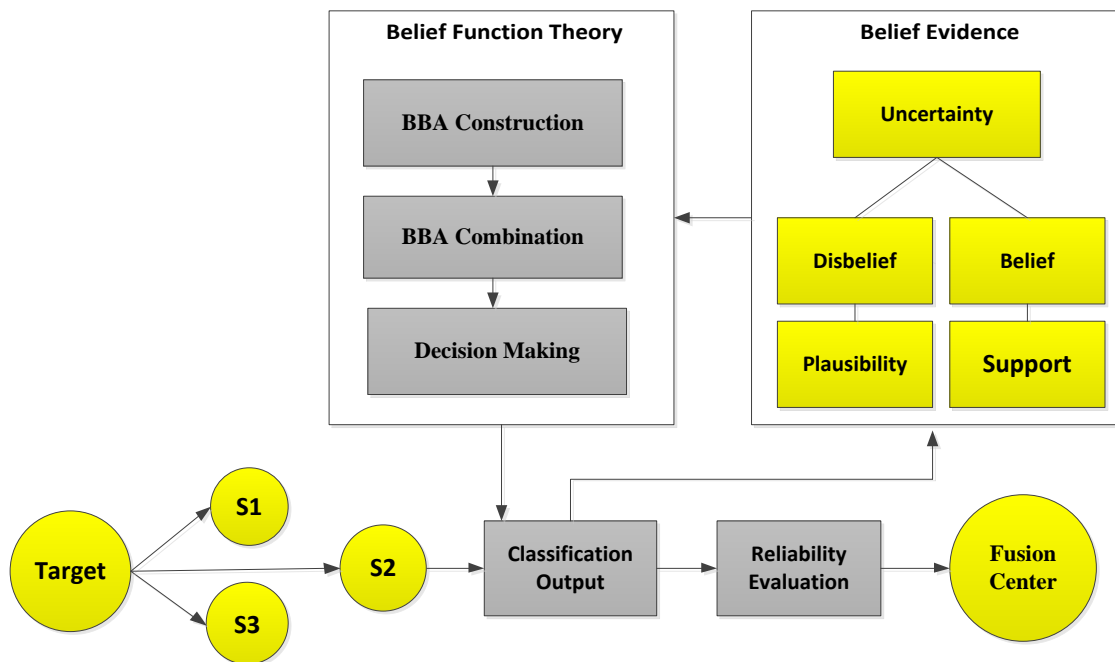 Belief Function Theory
BBA Construction
BBA Combination
Decision Making
Belief Evidence
Uncertainty
Disbelief
Belief
Plausibility
Support
Target
S1
S2
S3
Classification
Output
Reliability
Evaluation
Fusion
Center